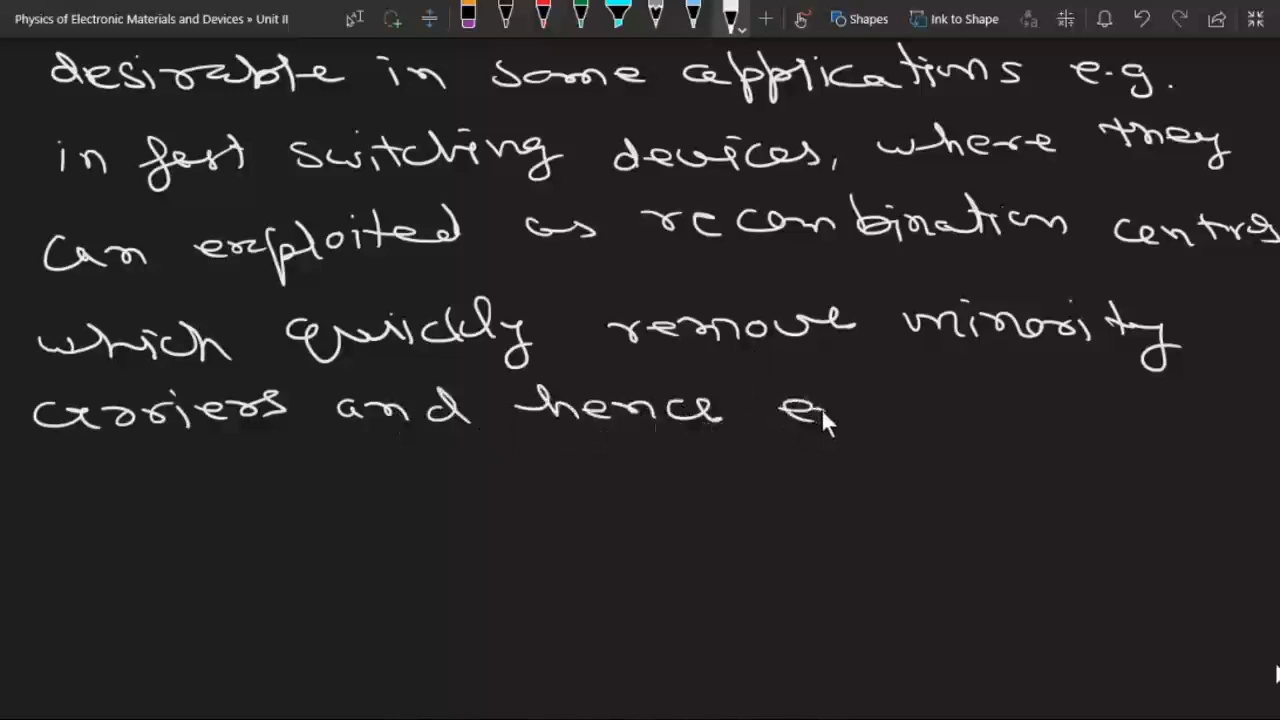 Physics of Electronic Materials and Devices » Unit II
Shapes
Ink to Shape
desirable in some applications e.g.
in fast switching devices, where they
can exploited as recombination centres
which quickly remove minority
carriers and hence e